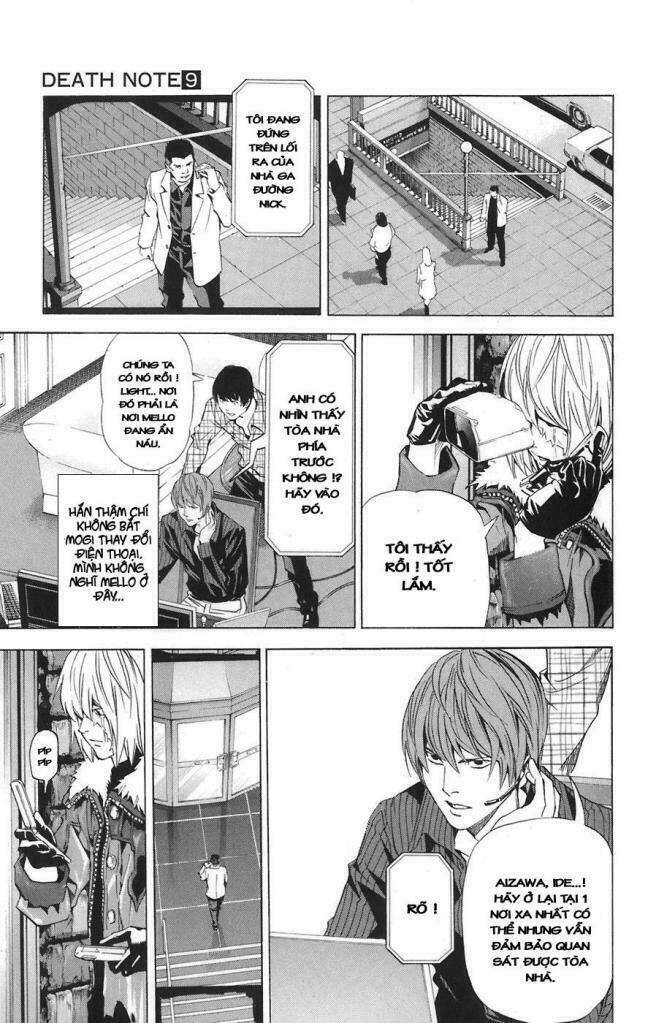 DEATH NOTE 9
TÔI ĐANG
ĐỨNG
TRÊN LỐI
RA CỦA
NHÀ GA
ĐƯỜNG
NICK.
TÔI THẤY
RỒI ! TỐT
LẮM.
ANH CÓ
NHÌN THẤY
TÒA NHÀ
PHÍA
TRƯỚC
KHÔNG !?
HÃY VÀO
ĐÓ.
CHÚNG TA
CÓ NÓ RỒI !
LIGHT... NƠI
ĐÓ PHẢI LÀ
NƠI MELLO
ĐANG ẨN
NÁU.
HẮN THẬM CHÍ
KHÔNG BẮT
MOGI THAY ĐỔI
ĐIỆN THOẠI.
MÌNH KHÔNG
NGHĨ MELLO Ở
ĐÂY...
AIZAWA, IDE...!
HÃY Ở LẠI TẠI 1
NƠI XA NHẤT CÓ
THỂ NHƯNG VẪN
ĐẢM BẢO QUAN
SÁT ĐƯỢC TÒA
NHÀ.
RÕ !
PÍP
PÍP